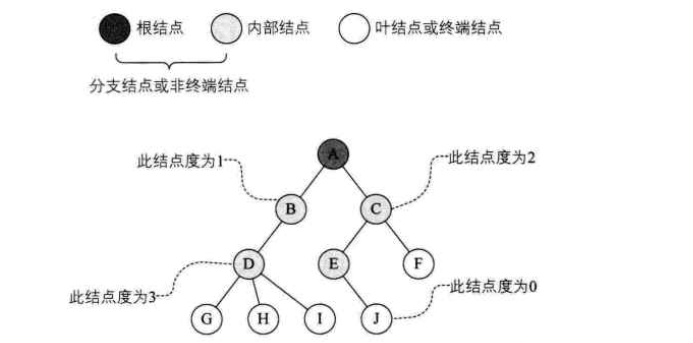 根结点 内部结点 叶结点或终端结点
分支结点或非终端结点
A
此结点度为1 此结点度为2
B C
D E F
此结点度为3 此结点度为0
G H I J